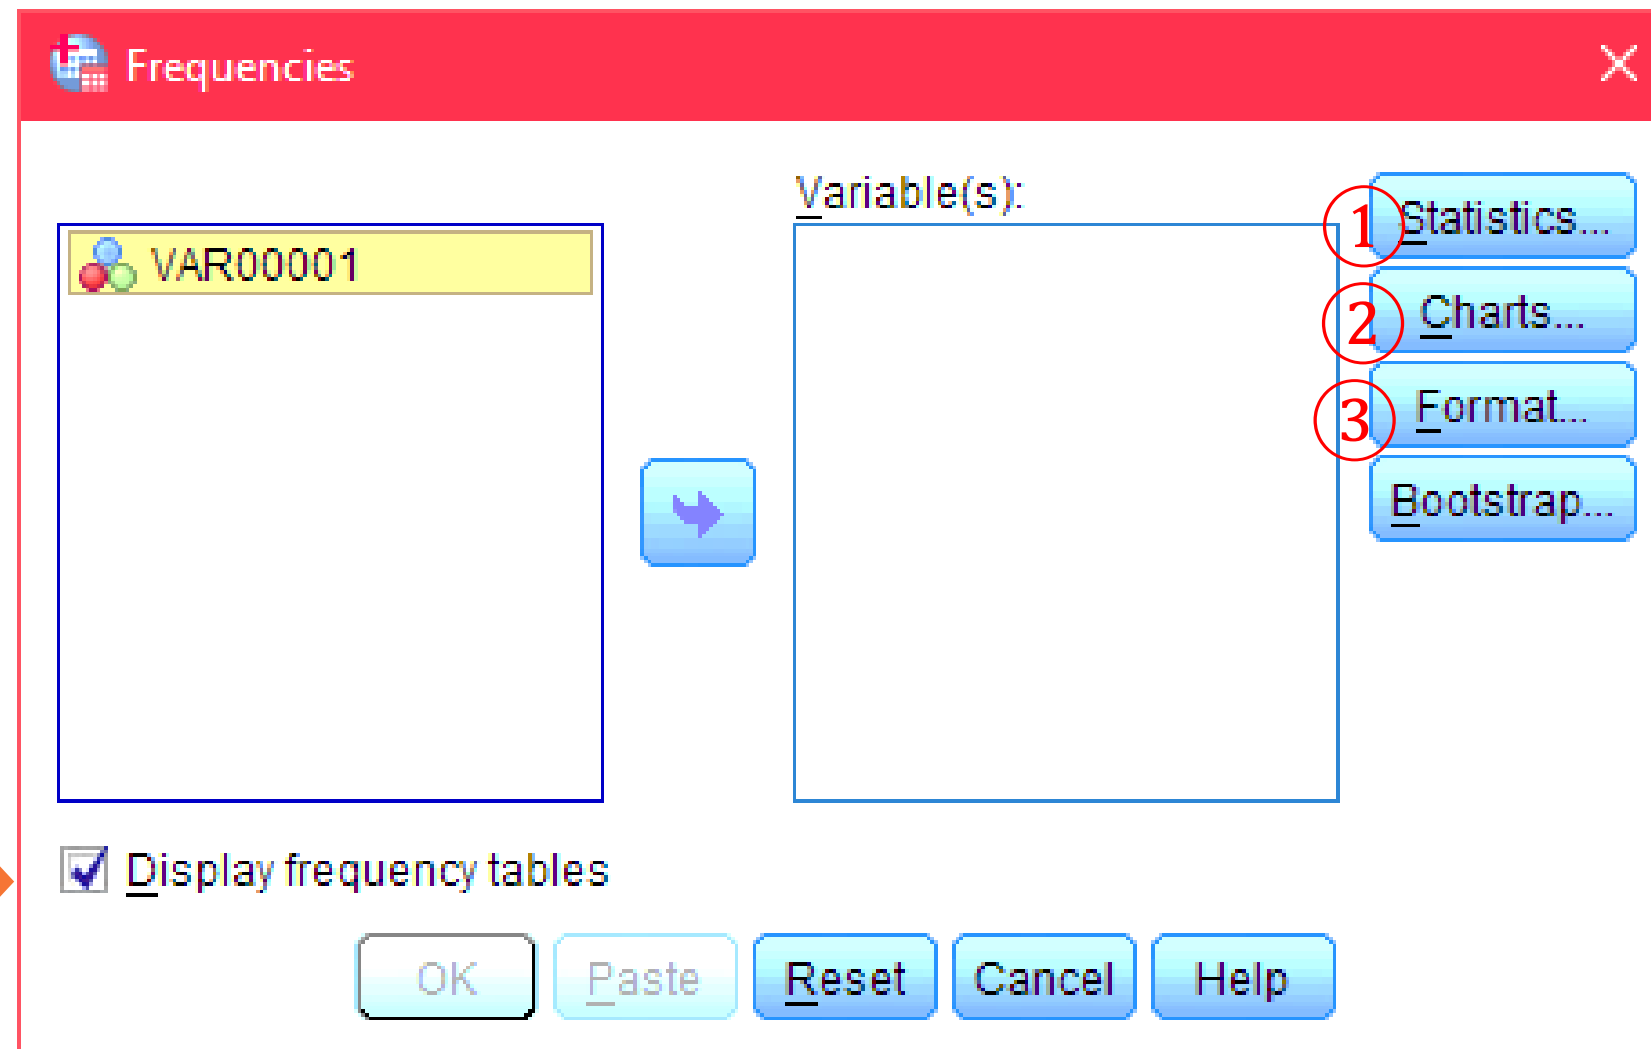 Frequencies
Variable(s):
VAR00001
① Statistics...
② Charts...
③ Format...
Bootstrap...
Display frequency tables
OK Paste Reset Cancel Help